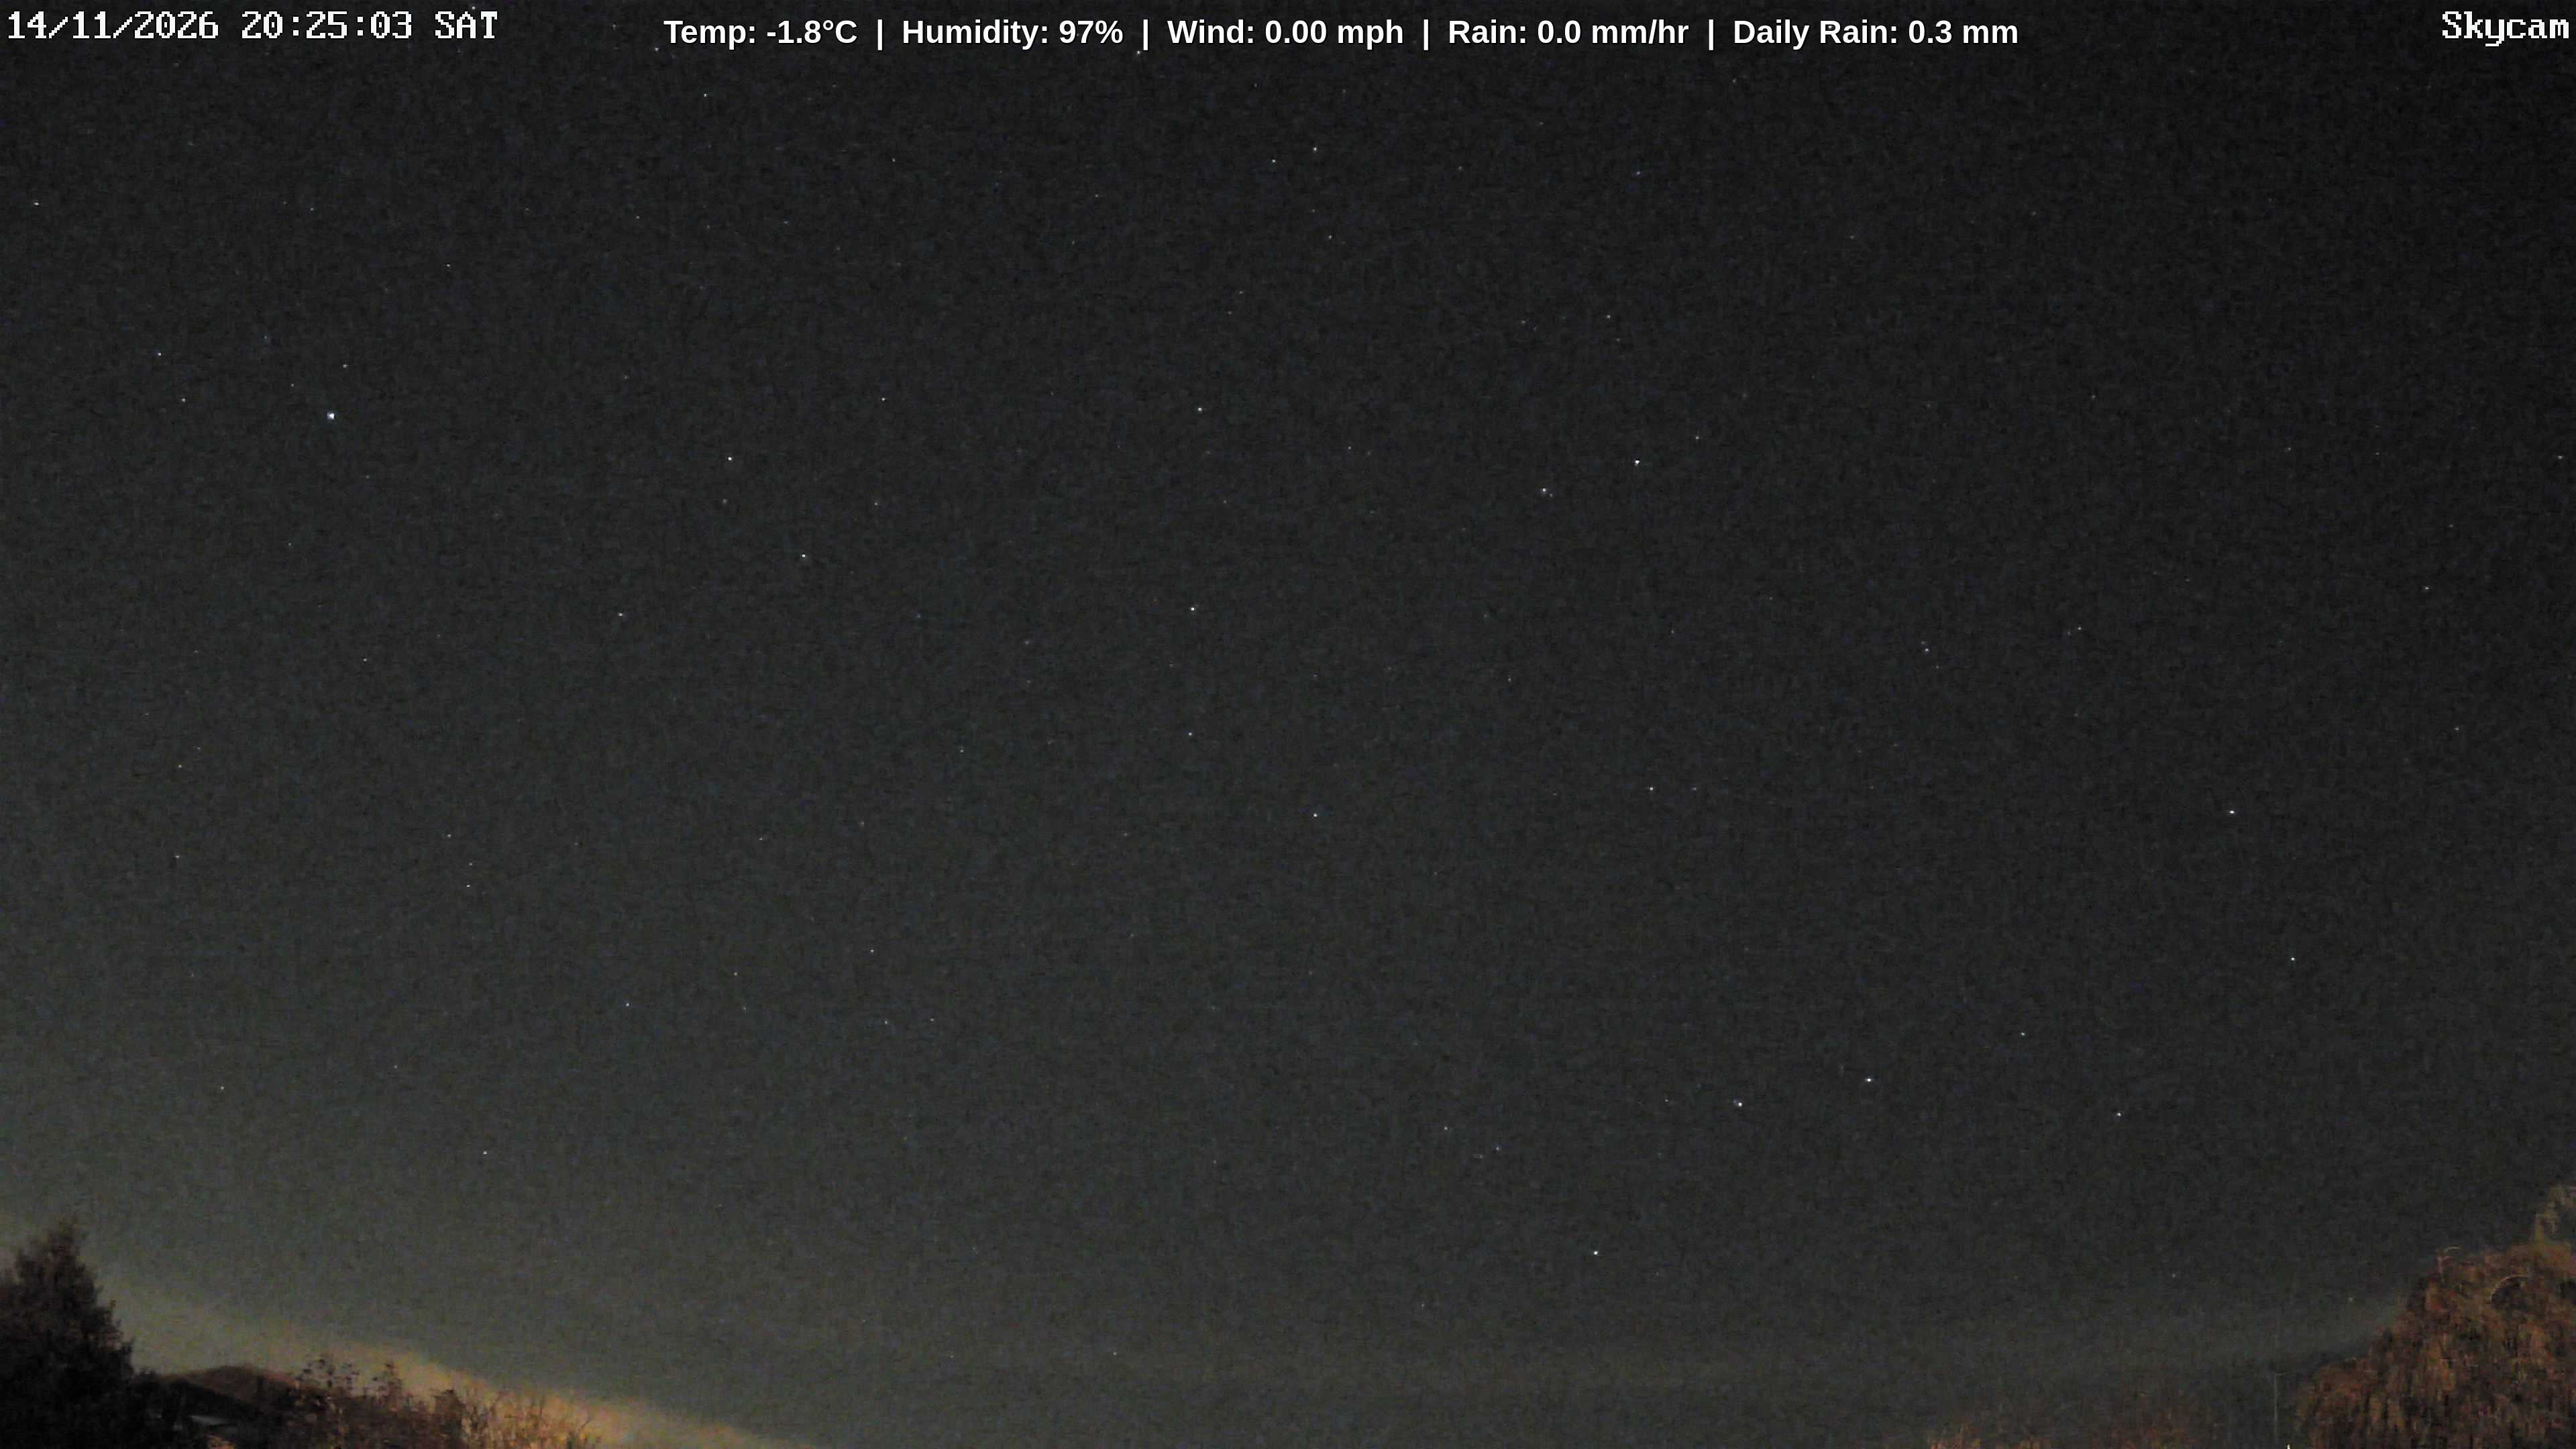 14/11/2026 20:25:03 SAT
Temp: -1.8°C | Humidity: 97% | Wind: 0.00 mph | Rain: 0.0 mm/hr | Daily Rain: 0.3 mm
Skycam